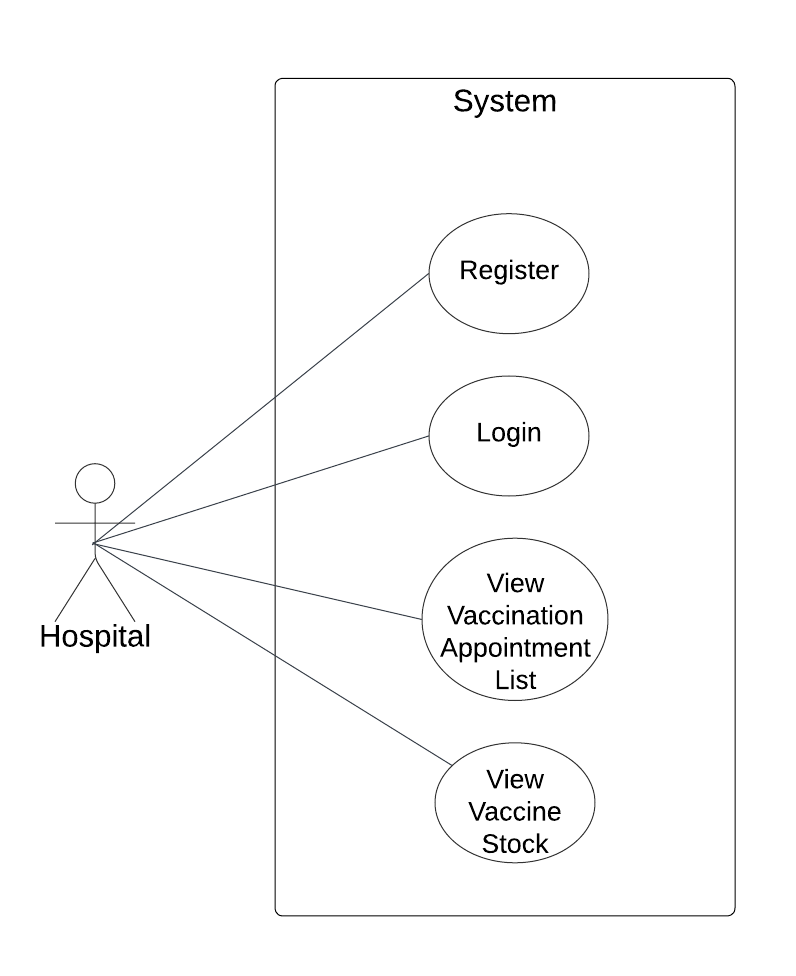 System
Register
Login
View
Vaccination
Appointment
List
Hospital
View
Vaccine
Stock